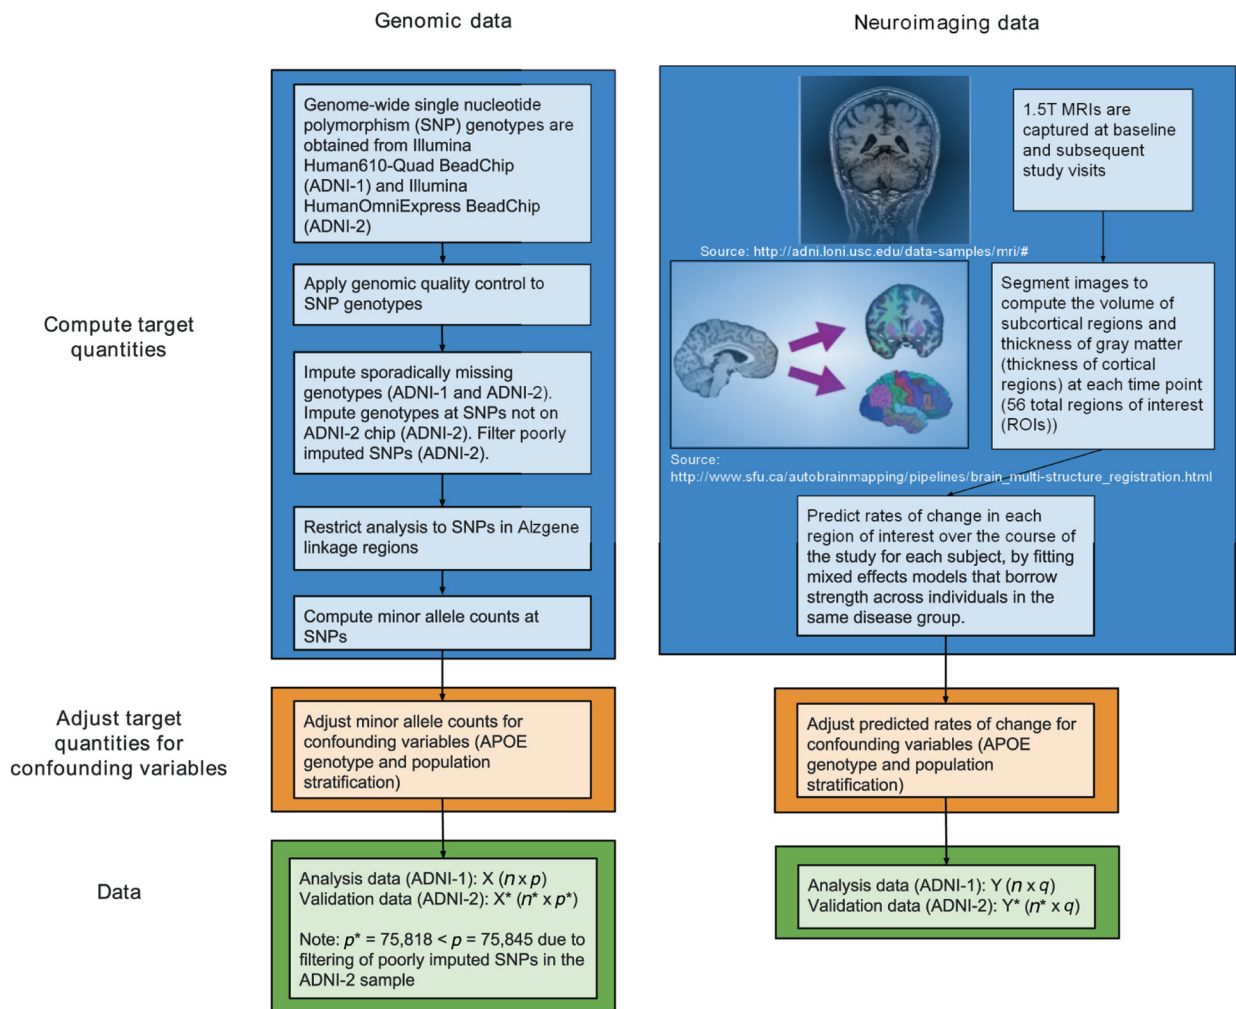 Genomic data
Neuroimaging data
Compute target
quantities
Genome-wide single nucleotide
polymorphism (SNP) genotypes are
obtained from Illumina
Human610-Quad BeadChip
(ADNI-1) and Illumina
HumanOmniExpress BeadChip
(ADNI-2)
Apply genomic quality control to
SNP genotypes
Impute sporadically missing
genotypes (ADNI-1 and ADNI-2).
Impute genotypes at SNPs not on
ADNI-2 chip (ADNI-2). Filter poorly
imputed SNPs (ADNI-2).
Restrict analysis to SNPs in Alzgene
linkage regions
Compute minor allele counts at
SNPs
1.5T MRIs are
captured at baseline
and subsequent
study visits
Source: http://adni.loni.usc.edu/data-samples/mri/#
Segment images to
compute the volume of
subcortical regions and
thickness of gray matter
(thickness of cortical
regions) at each time point
(56 total regions of interest
(ROIs))
Source:
http://www.sfu.ca/autobrainmapping/pipelines/brain_multi-structure_registration.html
Predict rates of change in each
region of interest over the course of
the study for each subject, by fitting
mixed effects models that borrow
strength across individuals in the
same disease group.
Adjust target
quantities for
confounding variables
Adjust minor allele counts for
confounding variables (APOE
genotype and population
stratification)
Adjust predicted rates of change for
confounding variables (APOE
genotype and population
stratification)
Data
Analysis data (ADNI-1): X (n x p)
Validation data (ADNI-2): X* (n* x p*)
Note: p* = 75,818 < p = 75,845 due to
filtering of poorly imputed SNPs in the
ADNI-2 sample
Analysis data (ADNI-1): Y (n x q)
Validation data (ADNI-2): Y* (n* x q)